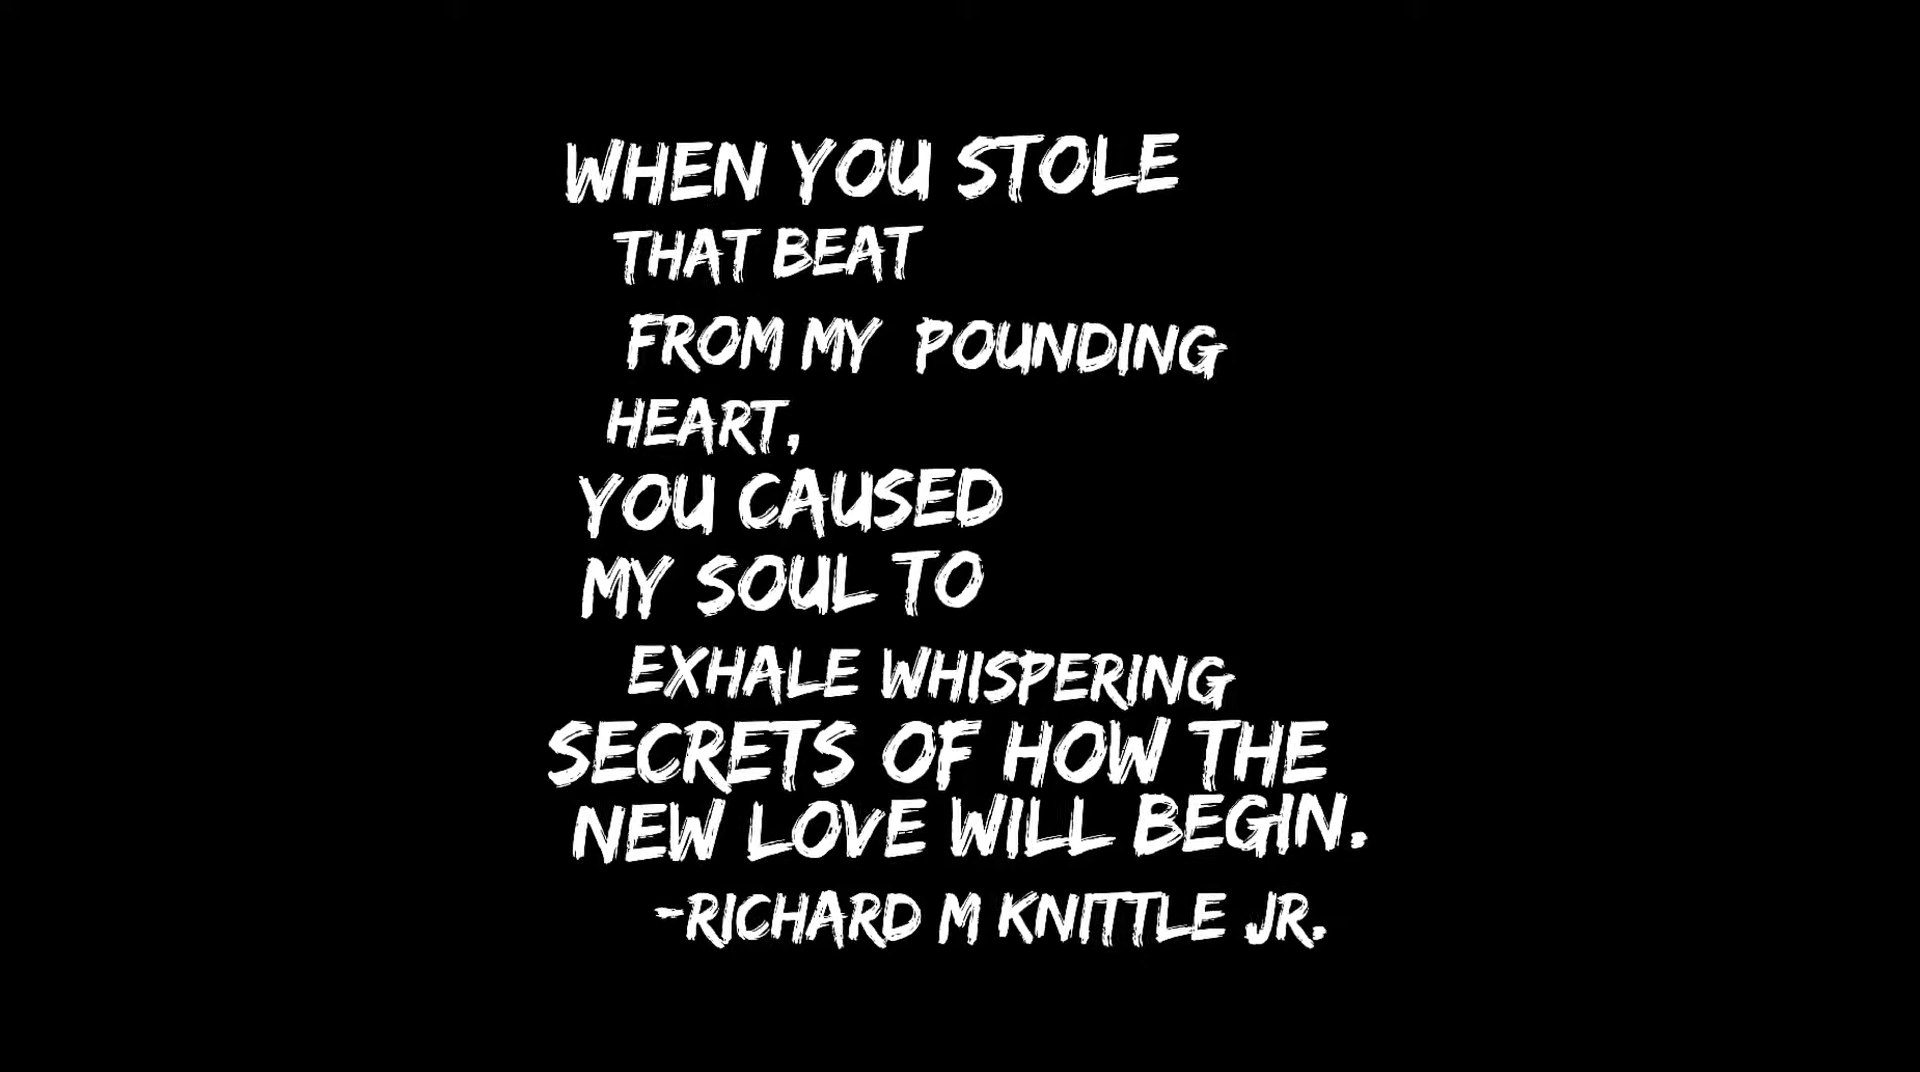 WHEN YOU STOLE
THAT BEAT
FROM MY POUNDING
HEART,
YOU CAUSED
MY SOUL TO
EXHALE WHISPERING
SECRETS OF HOW THE
NEW LOVE WILL BEGIN.
-RICHARD M KNITTLE JR.